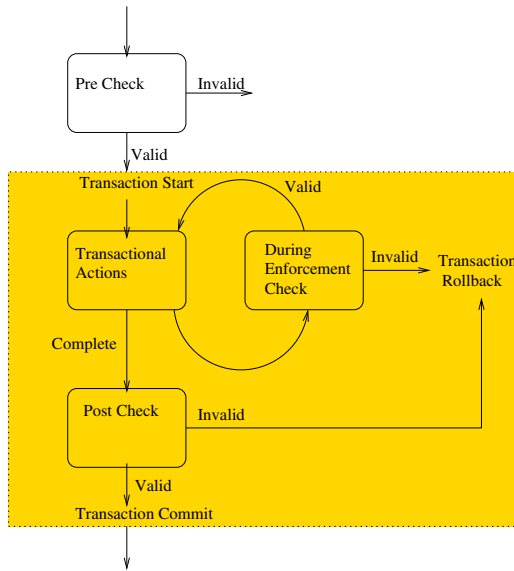 Pre Check
Invalid
Valid
Transaction Start
Valid
Transactional
Actions
During
Enforcement
Check
Invalid
Transaction
Rollback
Complete
Post Check
Invalid
Valid
Transaction Commit